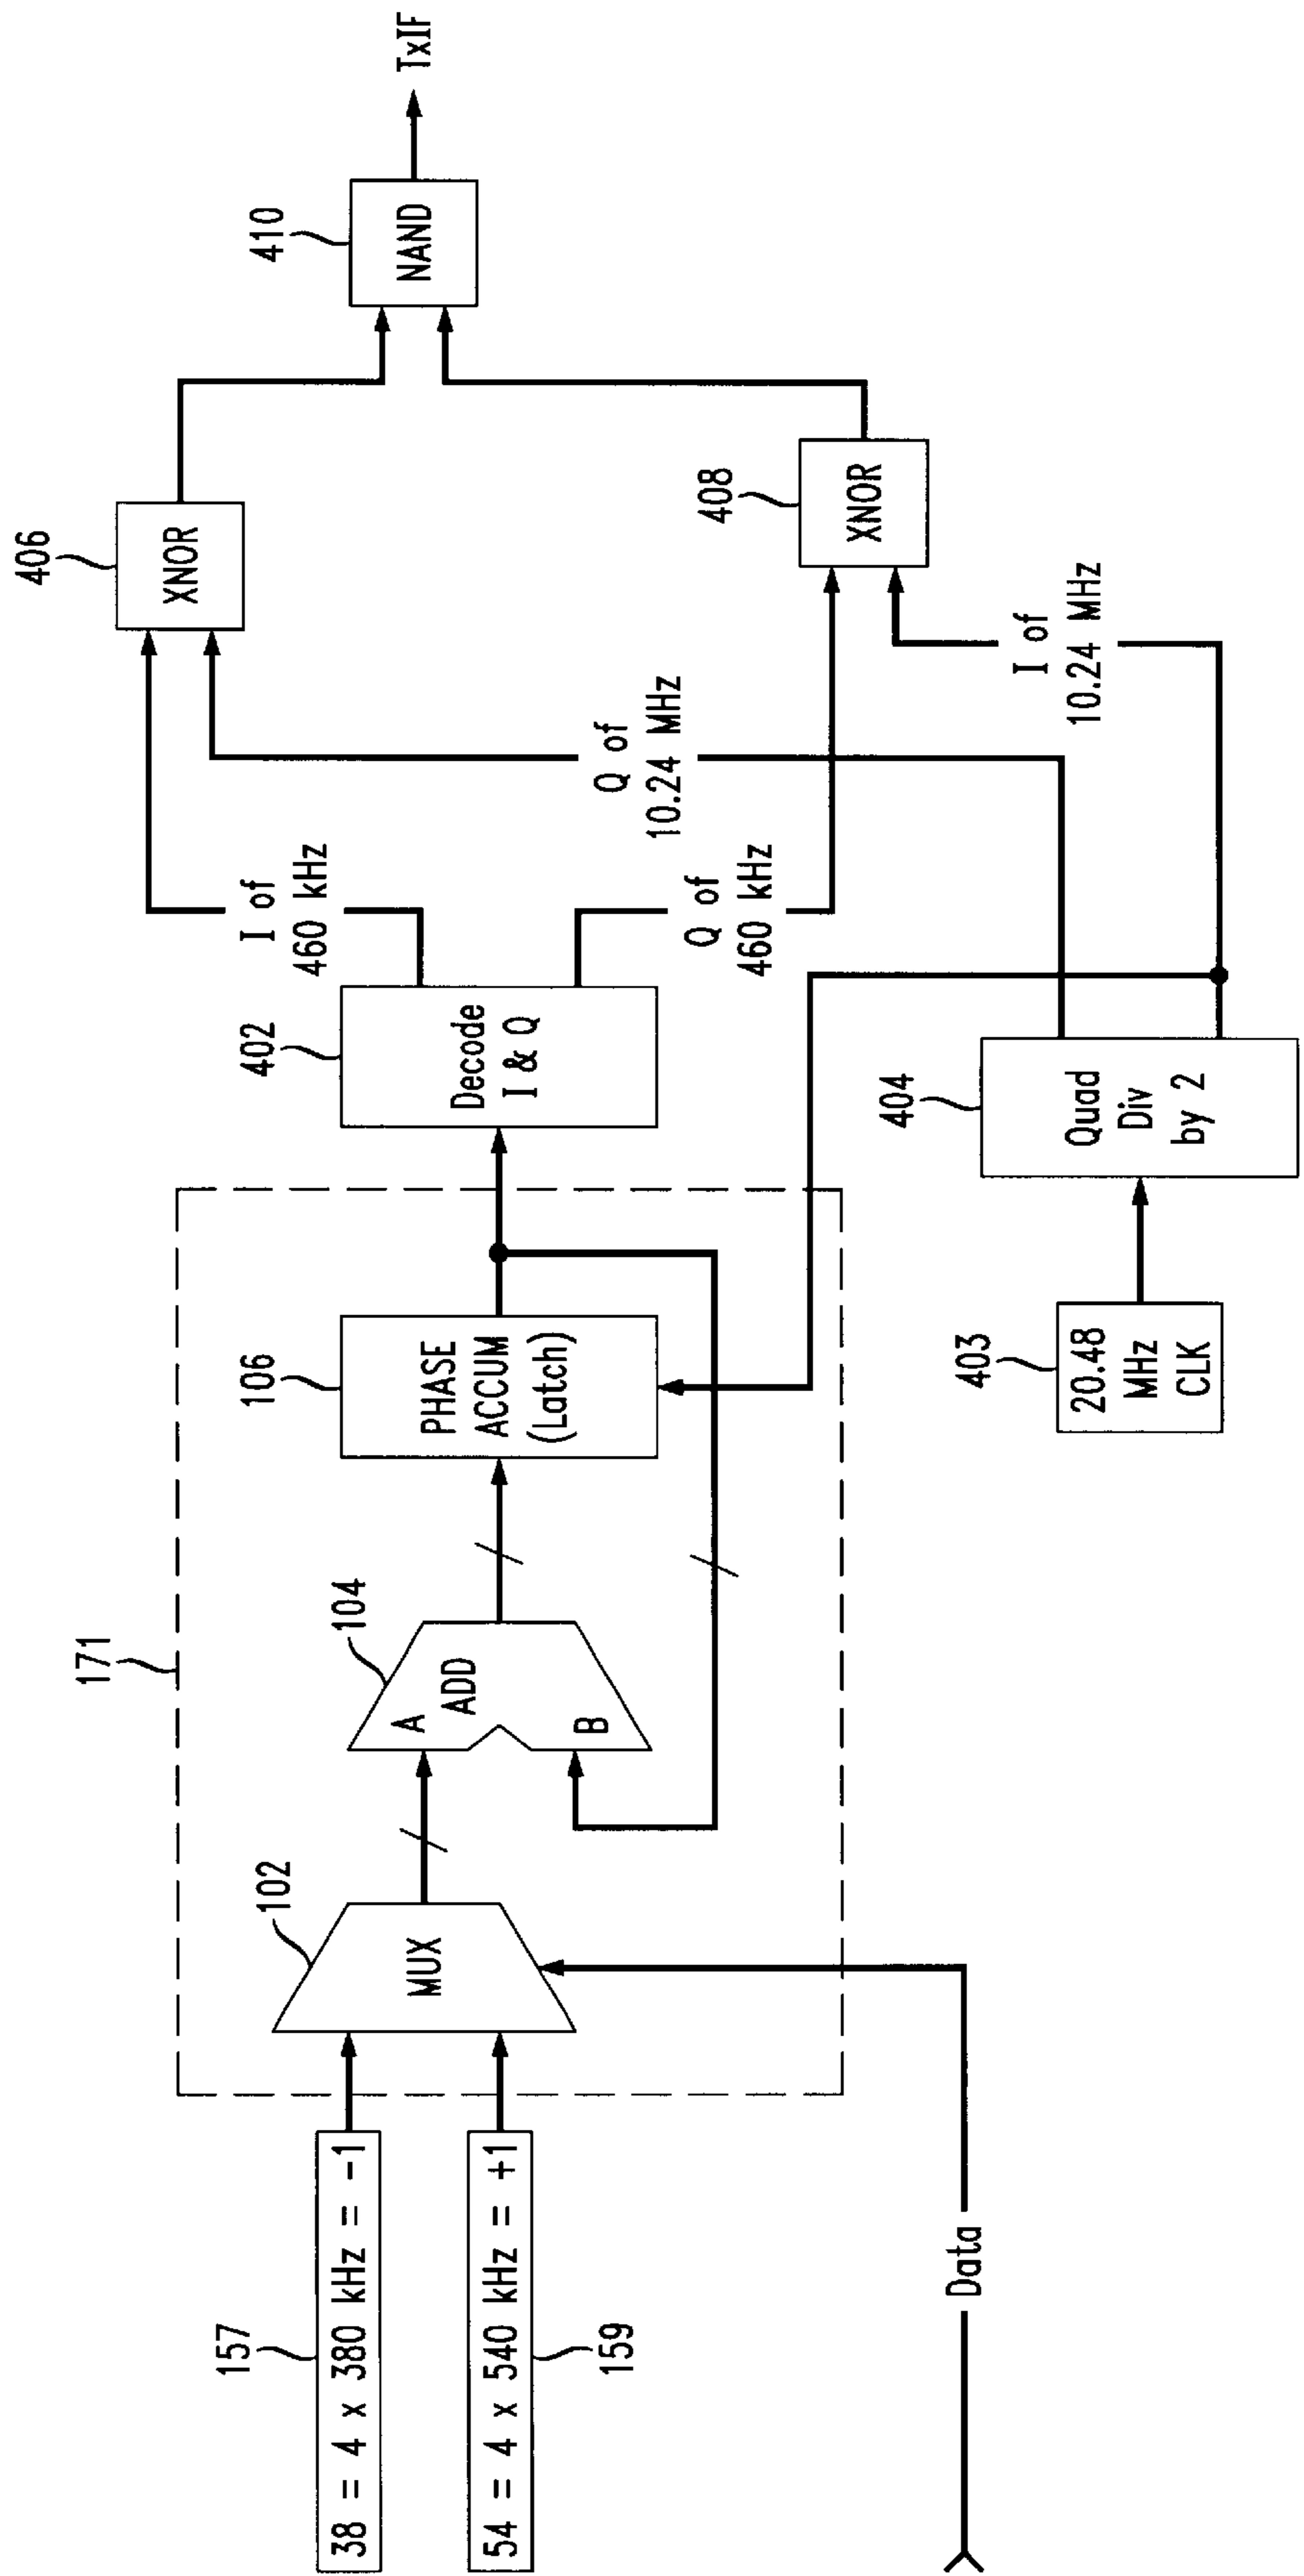 171
157
38 = 4 x 380 kHz = -1
54 = 4 x 540 kHz = +1
159
102
MUX
104
A
ADD
B
106
PHASE
ACCUM
(Latch)
402
Decode
I & Q
I of
460 kHz
Q of
460 kHz
406
XNOR
408
XNOR
410
NAND
TxIF
Q of
10.24 MHz
I of
10.24 MHz
403
20.48
MHz
CLK
404
Quad
Div
by 2
Data